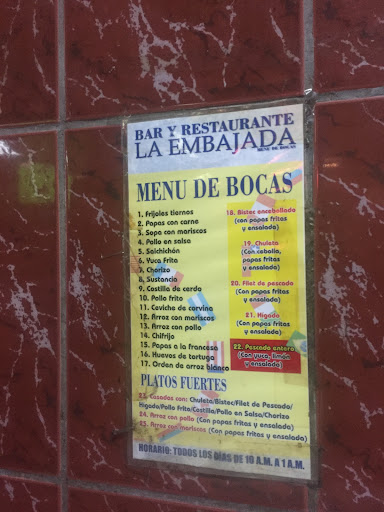 BAR Y RESTAURANTE
LA EMBAJADA
MENU DE BOCAS
1. Frijoles tiernos
2. Papas con carne
3. Sopa con mariscos
4. Pollo en salsa
5. Salchichón
6. Yuca Frita
7. Chorizo
8. Sustancia
9. Costilla de cerdo
10. Pollo frito
11. Ceviche de corvina
12. Arroz con mariscos
13. Arroz con pollo
14. Chifrijo
15. Papas a la francesa
16. Huevos de tortuga
17. Orden de arroz blanco
18. Bistec encebollado
(con papas fritas
y ensalada)
19. Chuleta
(Con cebolla,
papas fritas
y ensalada)
20. Filet de pescado
(con papas fritas
y ensalada)
21. Higado
(Con papas fritas
y ensalada)
22. Pescado entero
(Con yuca, limón
y ensalada)
PLATOS FUERTES
23. Casados con: Chuleta/Bistec/Filet de Pescado/
Higado/Pollo Frito/Costilla/Pollo en Salsa/Chorizo
24. Arroz con pollo (Con papas fritas y ensalada)
25. Arroz con mariscos (Con papas fritas y ensalada)
HORARIO: TODOS LOS DIAS DE 10 A.M. A 1 A.M.